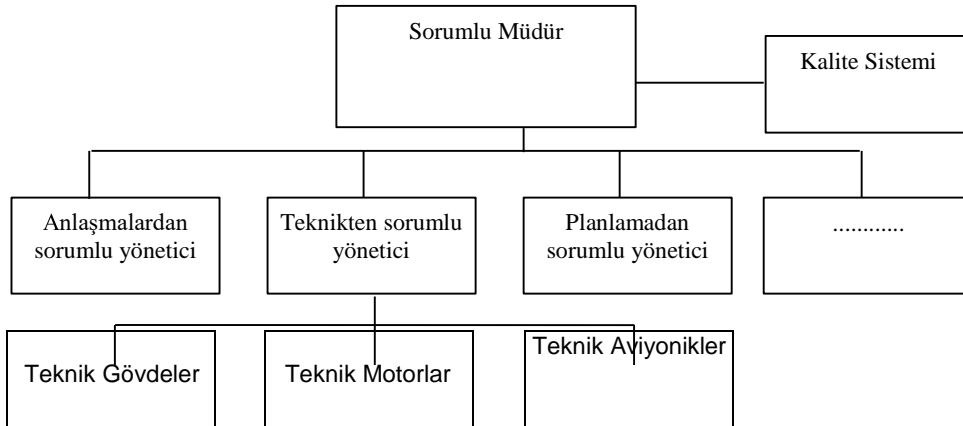 Sorumlu Müdür
Kalite Sistemi
Anlaşmalardan
sorumlu yönetici
Teknikten sorumlu
yönetici
Planlamadan
sorumlu yönetici
............
Teknik Gövdeler
Teknik Motorlar
Teknik Aviyonikler